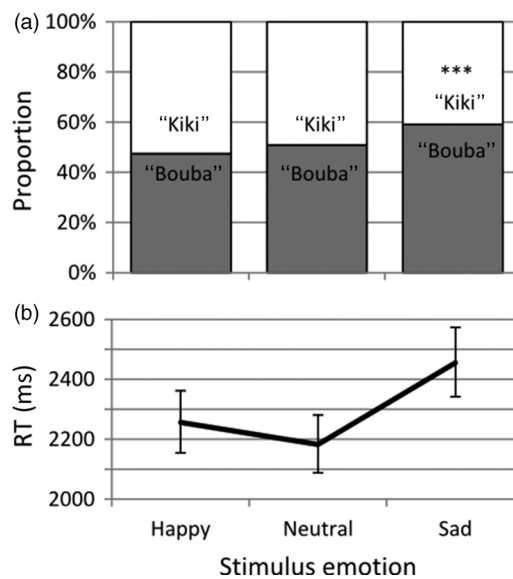 (a)
100%
80%
60%
40%
20%
0%
Proportion
"Kiki"
"Bouba"
"Kiki"
"Bouba"
***
"Kiki"
"Bouba"
(b)
2600
2400
2200
2000
RT (ms)
Happy Neutral Sad
Stimulus emotion